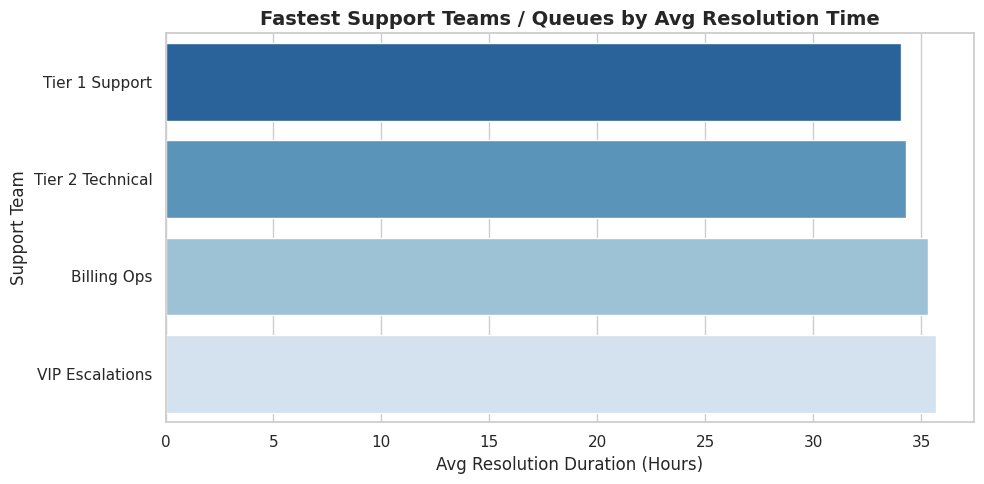 Fastest Support Teams / Queues by Avg Resolution Time
Support Team
Tier 1 Support
Tier 2 Technical
Billing Ops
VIP Escalations
0 5 10 15 20 25 30 35
Avg Resolution Duration (Hours)